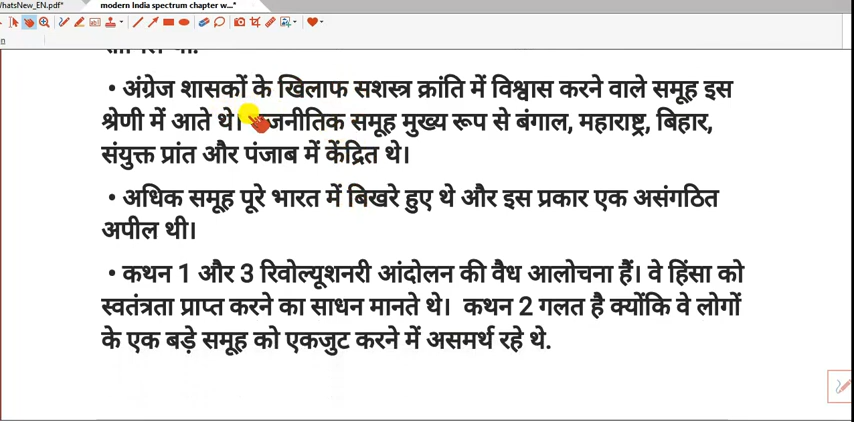 whatsNew_EN.pdf*
modern India spectrum chapter w...*
• अंग्रेज शासकों के खिलाफ सशस्त्र क्रांति में विश्वास करने वाले समूह इस
श्रेणी में आते थे। राजनीतिक समूह मुख्य रूप से बंगाल, महाराष्ट्र, बिहार,
संयुक्त प्रांत और पंजाब में केंद्रित थे।
• अधिक समूह पूरे भारत में बिखरे हुए थे और इस प्रकार एक असंगठित
अपील थी।
• कथन 1 और 3 रिवोल्यूशनरी आंदोलन की वैध आलोचना हैं। वे हिंसा को
स्वतंत्रता प्राप्त करने का साधन मानते थे। कथन 2 गलत है क्योंकि वे लोगों
के एक बड़े समूह को एकजुट करने में असमर्थ रहे थे.